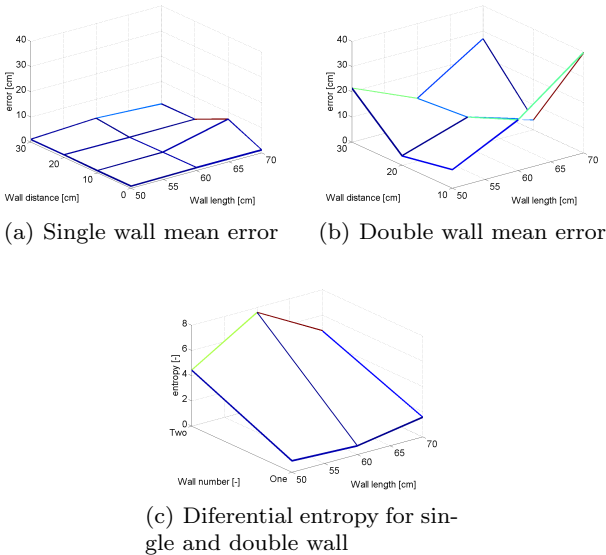 40
30
20
10
0
30
20
10
0
50
55
60
65
70
error [cm]
Wall distance [cm]
Wall length [cm]
(a) Single wall mean error
40
30
20
10
0
30
20
10
50
55
60
65
70
error [cm]
Wall distance [cm]
Wall length [cm]
(b) Double wall mean error
8
6
4
2
0
Two
One
50
55
60
65
70
entropy [-]
Wall number [-]
Wall length [cm]
(c) Diferential entropy for sin-
gle and double wall